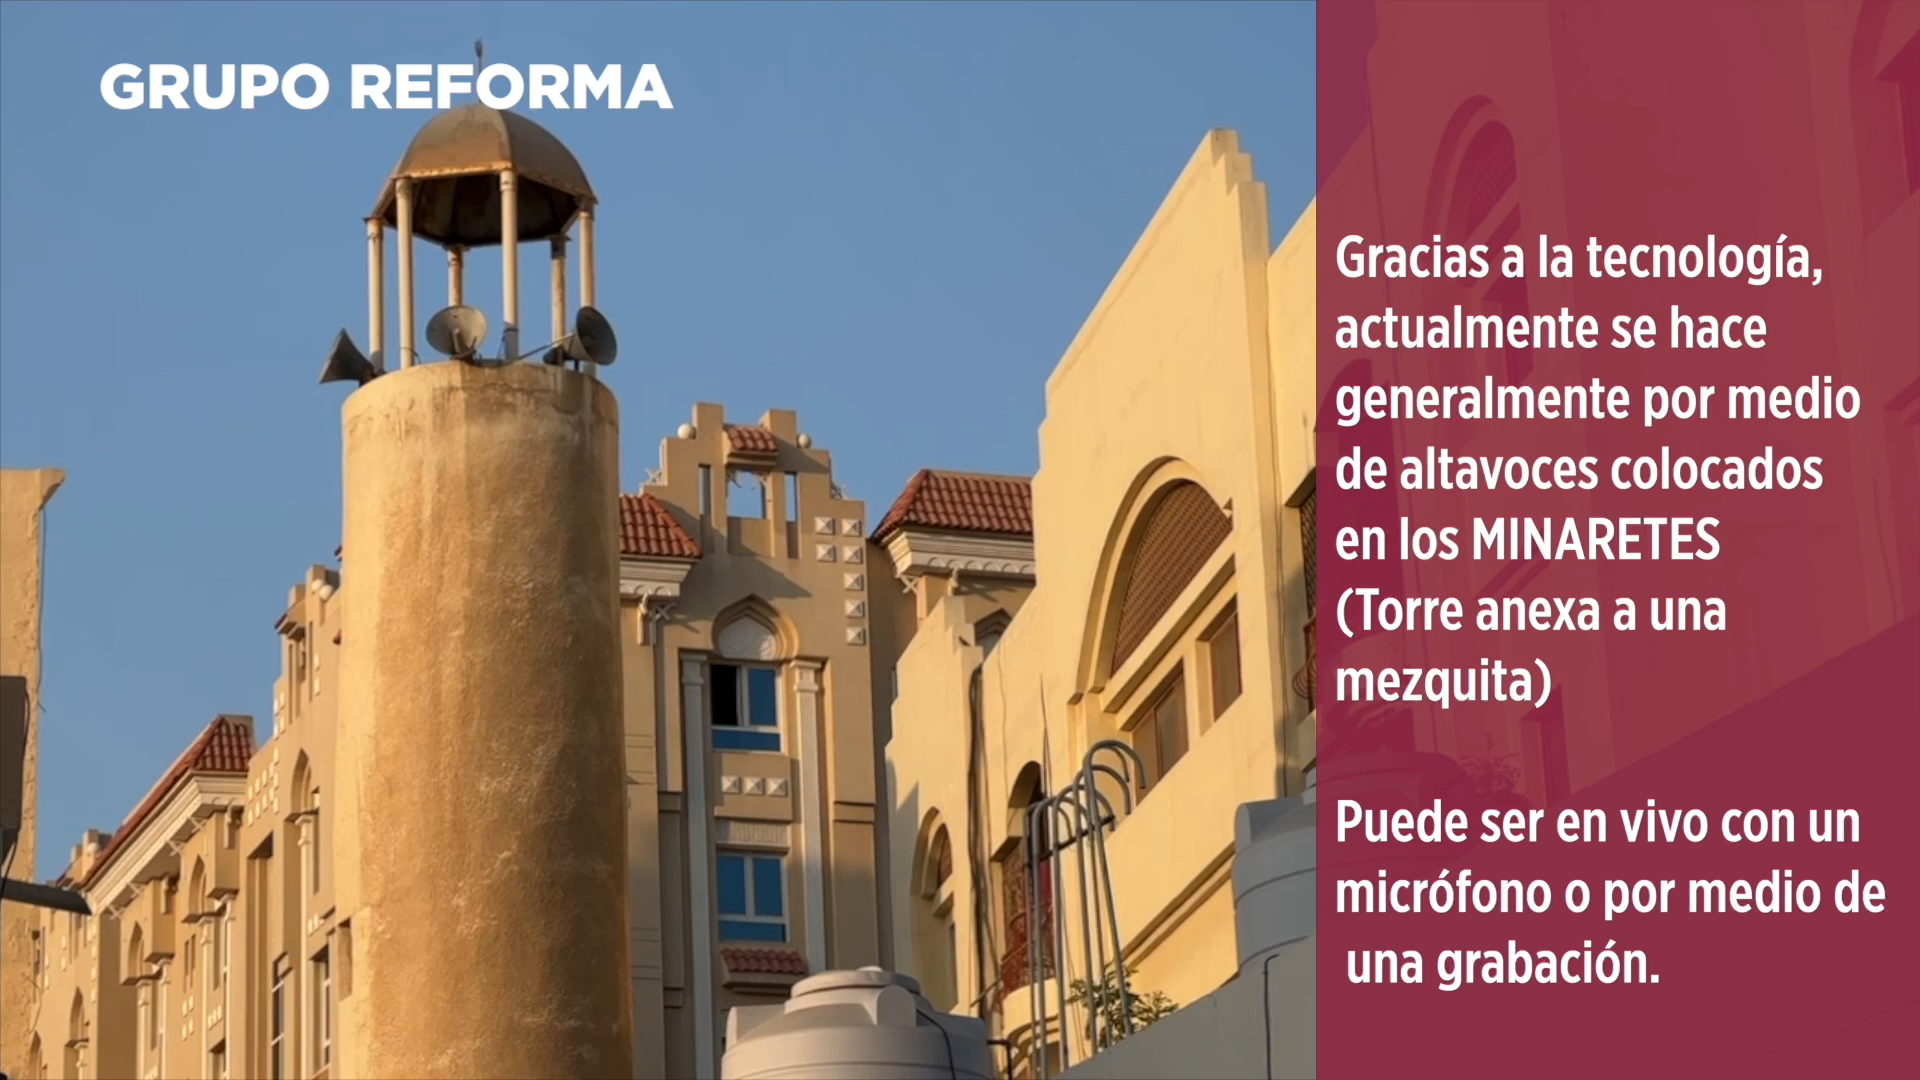 GRUPO REFORMA
Gracias a la tecnología,
actualmente se hace
generalmente por medio
de altavoces colocados
en los MINARETES
(Torre anexa a una
mezquita)
Puede ser en vivo con un
micrófono o por medio de
una grabación.